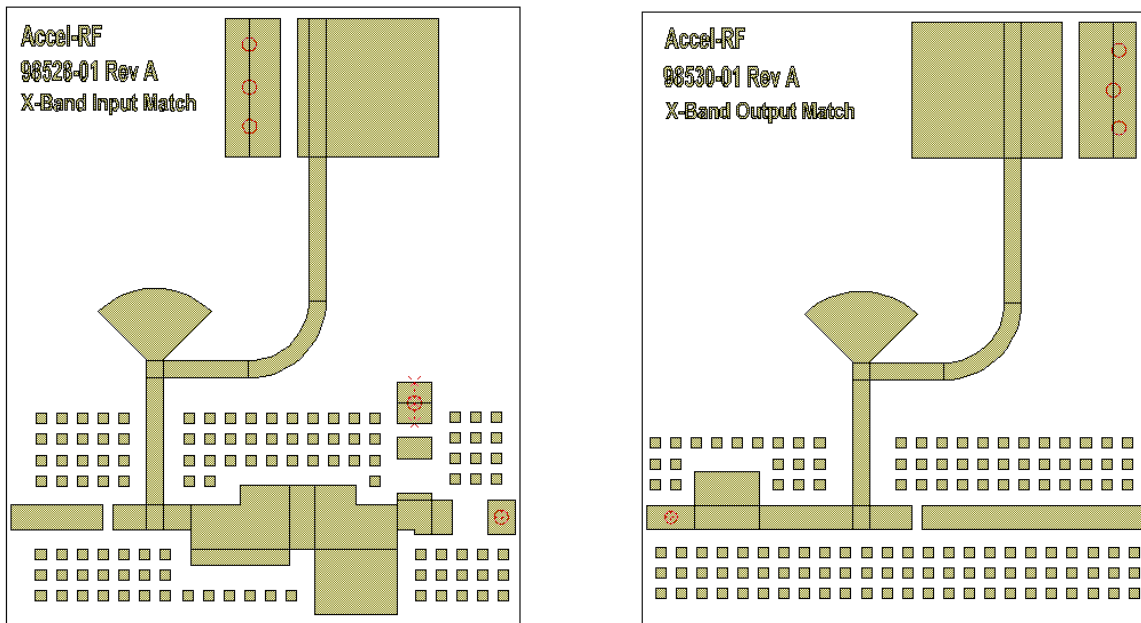 Accel-RF
98528-01 Rev A
X-Band Input Match
Accel-RF
98530-01 Rev A
X-Band Output Match